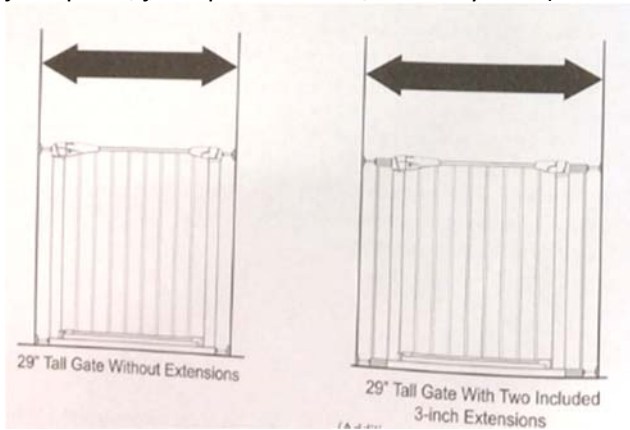 29" Tall Gate Without Extensions
29" Tall Gate With Two Included
3-inch Extensions